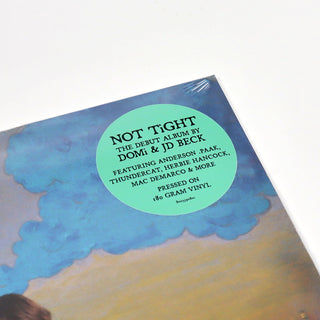 NOT TiGHT
THE DEBUT ALBUM BY
DOMi & JD BECK
FEATURING ANDERSON .PAAK,
THUNDERCAT, HERBIE HANCOCK,
MAC DEMARCO & MORE
PRESSED ON
180 GRAM VINYL